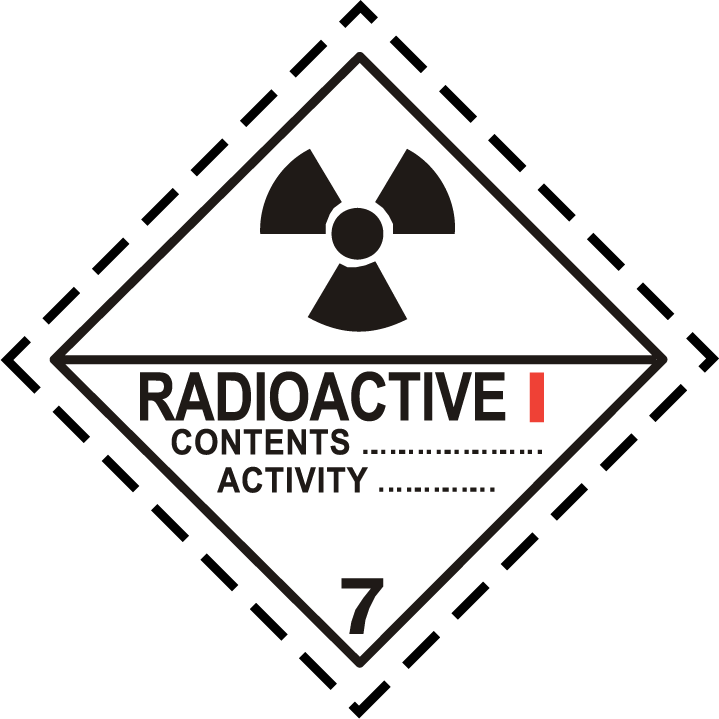 RADIOACTIVE I
CONTENTS ....................
ACTIVITY .............
7